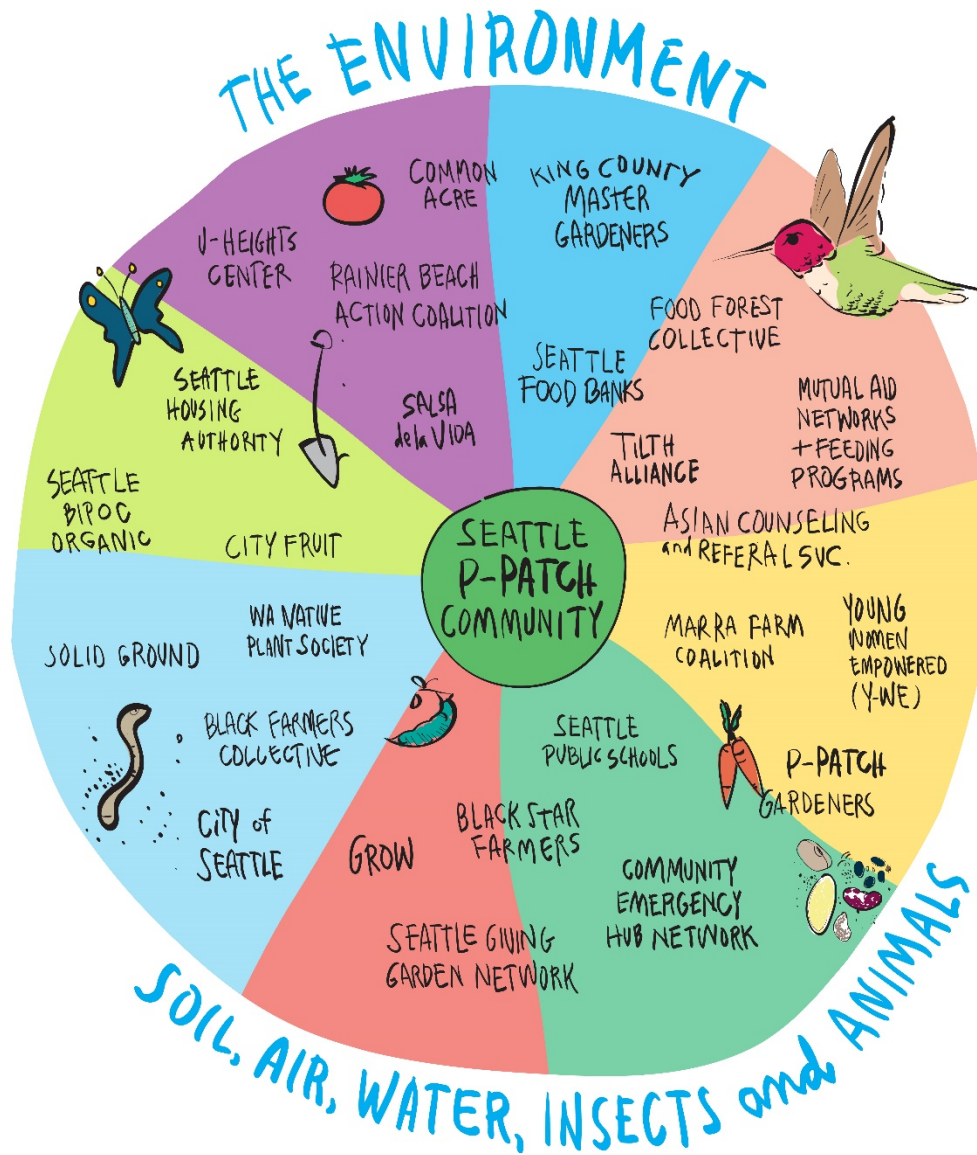 THE ENVIRONMENT
COMMON
ACRE
U-HEIGHTS
CENTER
RAINIER BEACH
ACTION COALITION
SALSA
de la VIDA
KING COUNTY
MASTER
GARDENERS
SEATTLE
FOOD BANKS
FOOD FOREST
COLLECTIVE
MUTUAL AID
NETWORKS
+ FEEDING
PROGRAMS
TILTH
ALLIANCE
ASIAN COUNSELING
and REFERAL SVC.
MARRA FARM
COALITION
YOUNG
WOMEN
EMPOWERED
(Y-WE)
P-PATCH
GARDENERS
SEATTLE
PUBLIC SCHOOLS
COMMUNITY
EMERGENCY
HUB NETWORK
BLACK STAR
FARMERS
GROW
SEATTLE GIVING
GARDEN NETWORK
WA NATIVE
PLANT SOCIETY
SOLID GROUND
BLACK FARMERS
COLLECTIVE
CITY of
SEATTLE
SEATTLE
HOUSING
AUTHORITY
SEATTLE
BIPOC
ORGANIC
CITY FRUIT
SEATTLE
P-PATCH
COMMUNITY
SOIL, AIR, WATER, INSECTS and ANIMALS